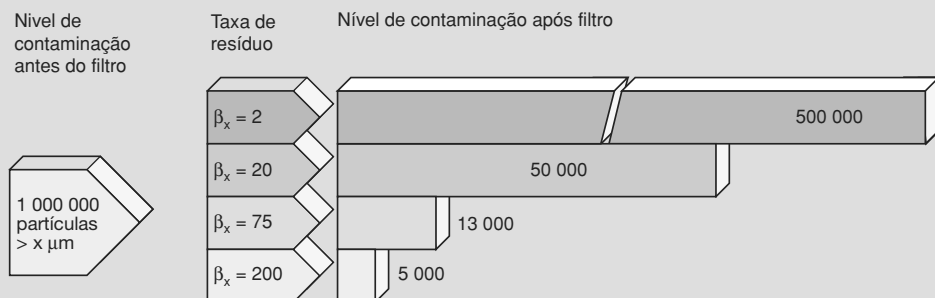 Nivel de
contaminação
antes do filtro
Taxa de
resíduo
Nível de contaminação após filtro
1 000 000
partículas
> x μm
βx = 2
500 000
βx = 20
50 000
βx = 75
13 000
βx = 200
5 000